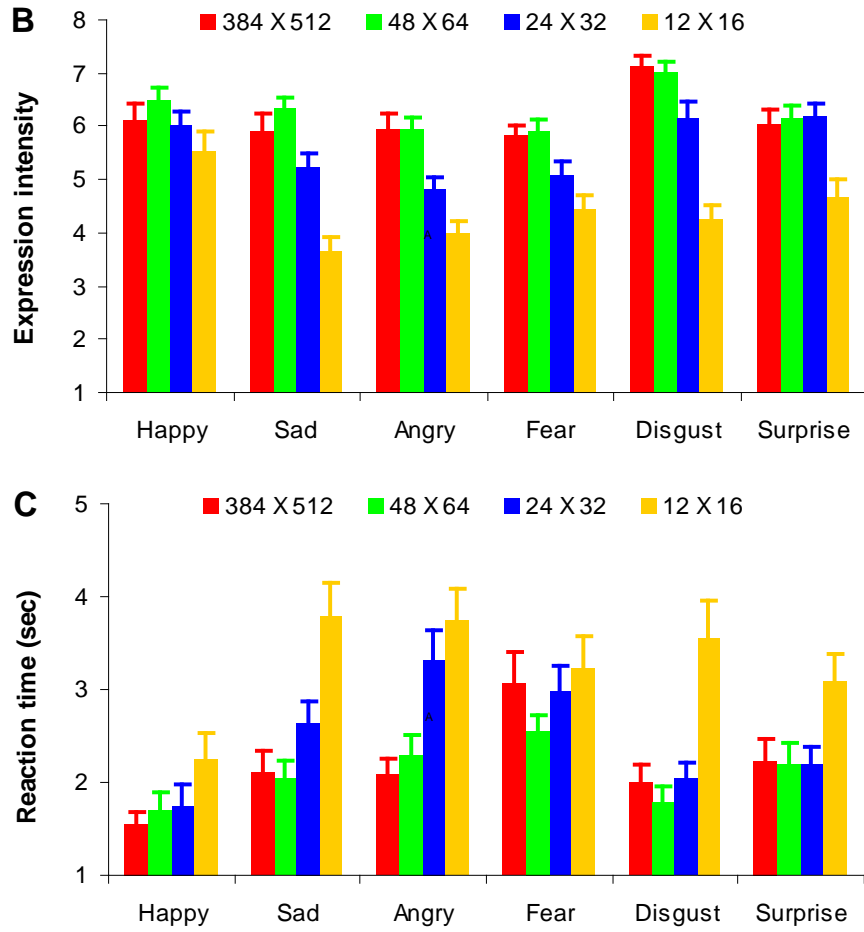 B
8
384 X 512 48 X 64 24 X 32 12 X 16
7
6
5
4
3
2
1
Expression intensity
A
Happy Sad Angry Fear Disgust Surprise
C
5
384 X 512 48 X 64 24 X 32 12 X 16
4
3
2
1
Reaction time (sec)
A
Happy Sad Angry Fear Disgust Surprise